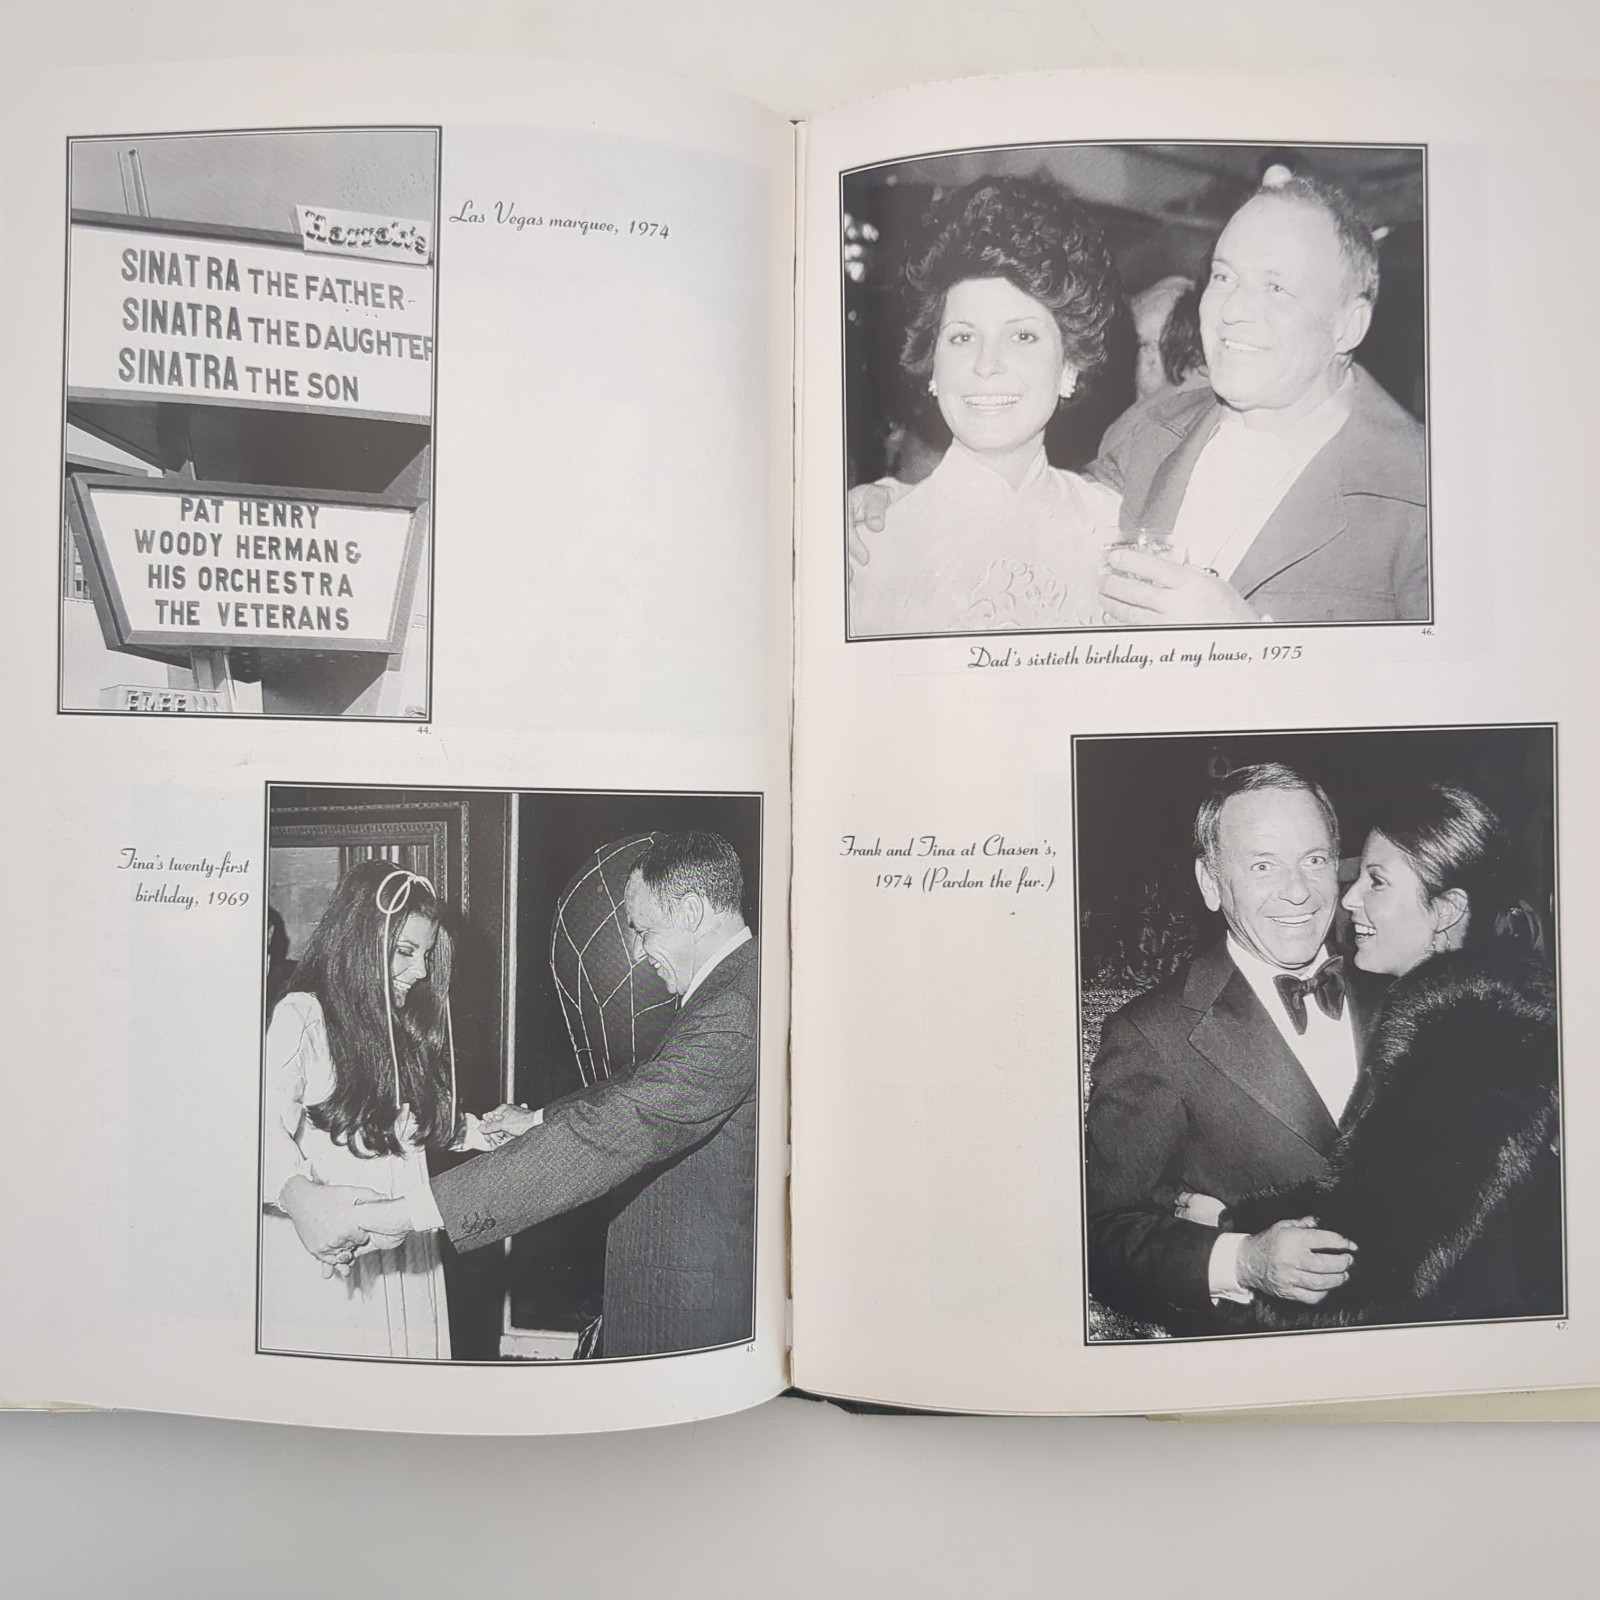 Las Vegas marquee, 1974
Harrah's
SINATRA THE FATHER
SINATRA THE DAUGHTER
SINATRA THE SON
PAT HENRY
WOODY HERMAN &
HIS ORCHESTRA
THE VETERANS
FREE
44.
Tina's twenty-first
birthday, 1969
45.
46.
Dad's sixtieth birthday, at my house, 1975
Frank and Tina at Chasen's,
1974 (Pardon the fur.)
47.